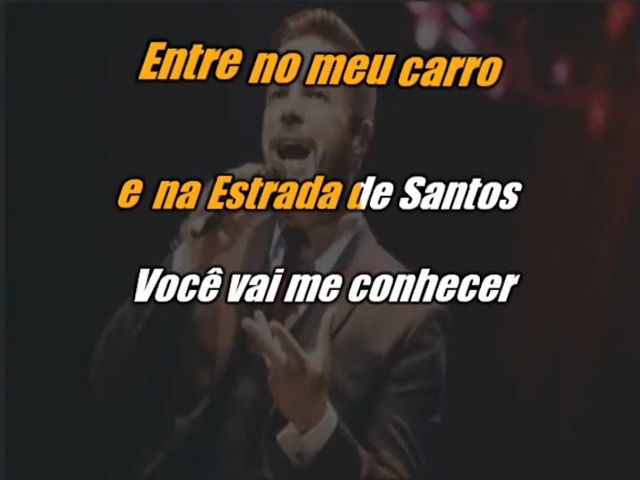 Entre no meu carro
e na Estrada de Santos
Você vai me conhecer